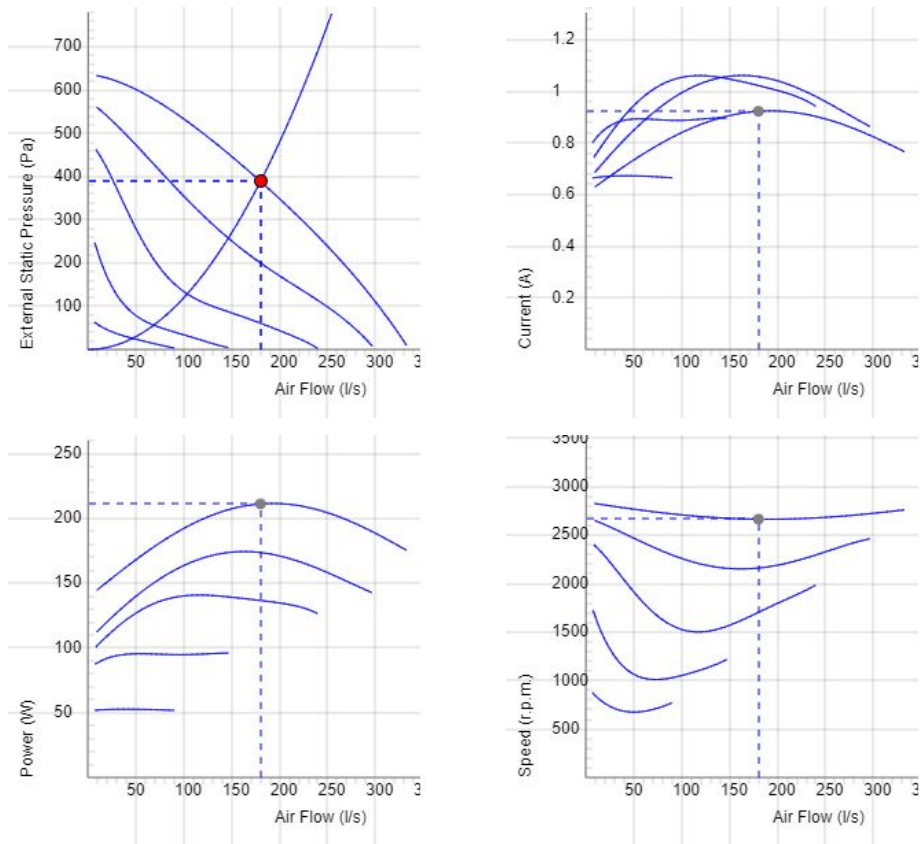 700
600
500
400
300
200
100
50 100 150 200 250 300
External Static Pressure (Pa)
Air Flow (l/s)
1.2
1
0.8
0.6
0.4
0.2
50 100 150 200 250 300
Current (A)
Air Flow (l/s)
250
200
150
100
50
50 100 150 200 250 300
Power (W)
Air Flow (l/s)
3500
3000
2500
2000
1500
1000
500
50 100 150 200 250 300
Speed (r.p.m.)
Air Flow (l/s)